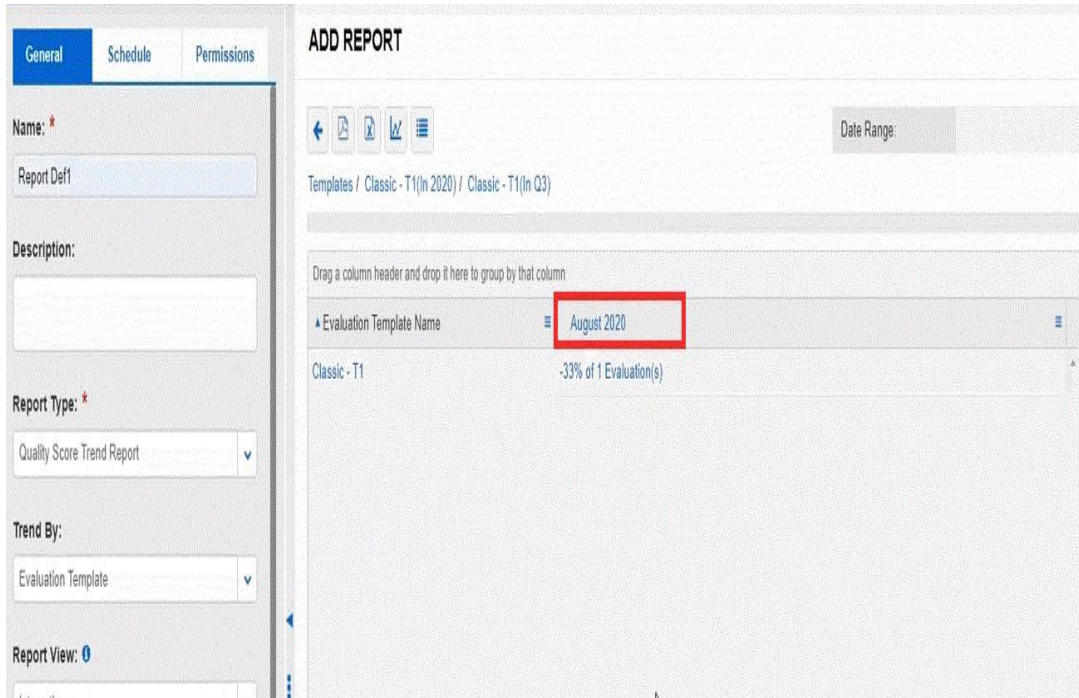 General Schedule Permissions
Name: *
Report Def1
Description:
Report Type: *
Quality Score Trend Report
Trend By:
Evaluation Template
Report View:
ADD REPORT
Date Range:
Templates / Classic - T1(In 2020) / Classic - T1(In Q3)
Drag a column header and drop it here to group by that column
Evaluation Template Name August 2020
Classic - T1 -33% of 1 Evaluation(s)